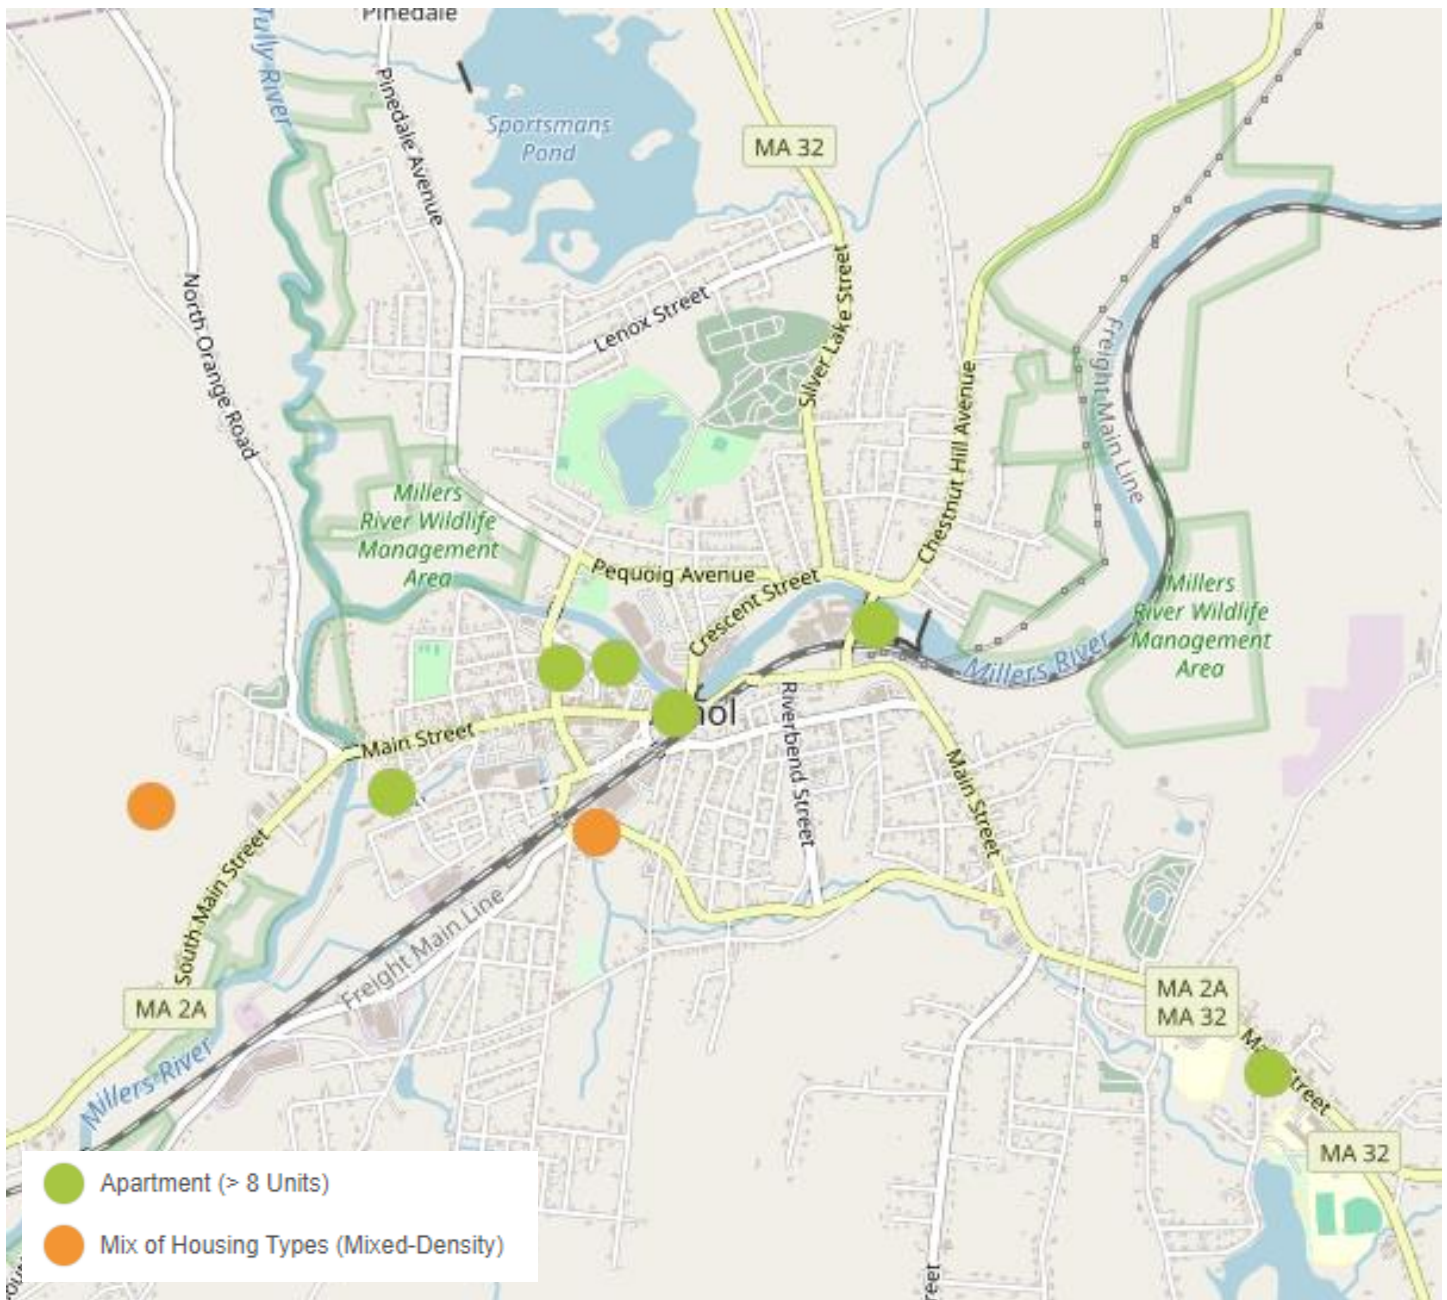 Pinedale
Tully River
Pinedale Avenue
Sportsmans
Pond
MA 32
North Orange Road
Lenox Street
Silver Lake Street
Freight Main Line
Chestnut Hill Avenue
Millers
River Wildlife
Management
Area
Pequoig Avenue
Crescent Street
Millers
River Wildlife
Management
Area
Millers River
Main Street
Riverbend Street
Main Street
South Main Street
Freight Main Line
MA 2A
MA 2A
MA 32
Millers River
Street
MA 32
Apartment (> 8 Units)
Mix of Housing Types (Mixed-Density)